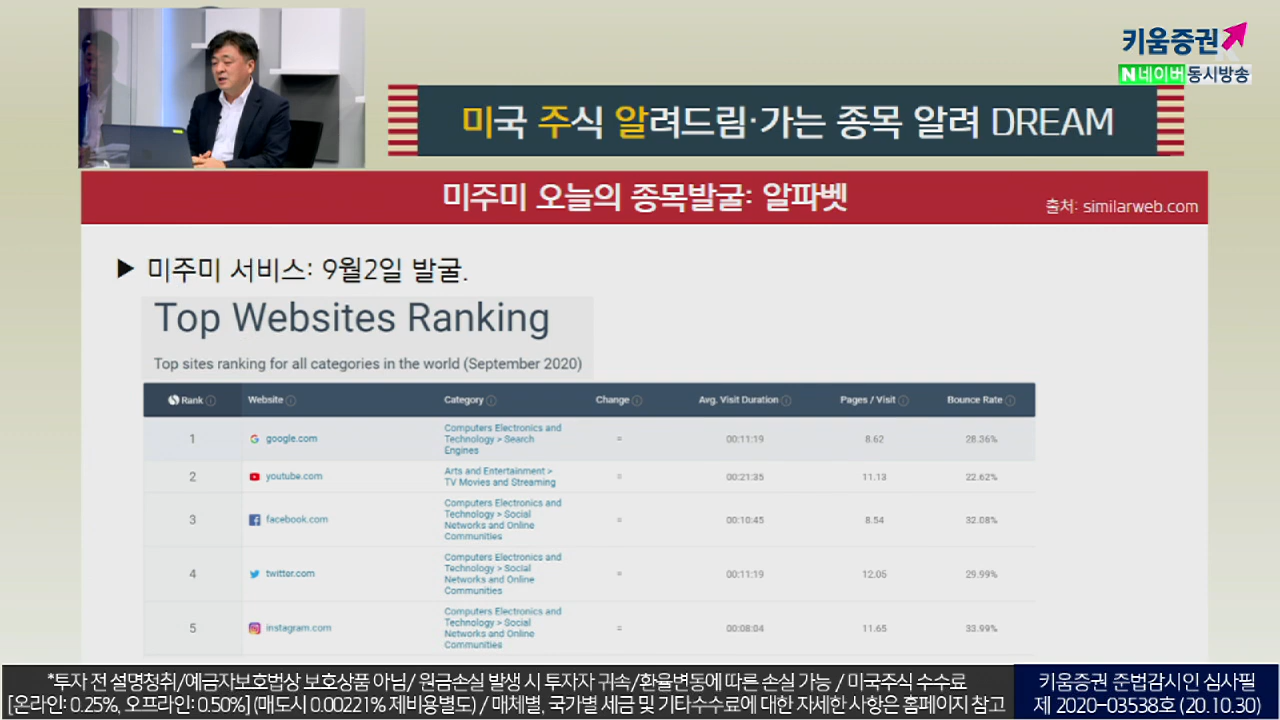 키움증권
N 네이버 동시방송
미국 주식 알려드림·가는 종목 알려 DREAM
미주미 오늘의 종목발굴: 알파벳
출처: similarweb.com
▶ 미주미 서비스: 9월2일 발굴.
Top Websites Ranking
Top sites ranking for all categories in the world (September 2020)
Rank Website Category Change Avg. Visit Duration Pages / Visit Bounce Rate
1 google.com Computers Electronics and Technology > Search Engines = 00:11:19 8.62 28.36%
2 youtube.com Arts and Entertainment > TV Movies and Streaming = 00:21:35 11.13 22.62%
3 facebook.com Computers Electronics and Technology > Social Networks and Online Communities = 00:10:45 8.54 32.08%
4 twitter.com Computers Electronics and Technology > Social Networks and Online Communities = 00:11:19 12.05 29.99%
5 instagram.com Computers Electronics and Technology > Social Networks and Online Communities = 00:08:04 11.65 33.99%
*투자 전 설명청취/예금자보호법상 보호상품 아님/ 원금손실 발생 시 투자자 귀속/환율변동에 따른 손실 가능 / 미국주식 수수료
[온라인: 0.25%, 오프라인: 0.50%] (매도시 0.00221% 제비용별도) / 매체별, 국가별 세금 및 기타수수료에 대한 자세한 사항은 홈페이지 참고
키움증권 준법감시인 심사필
제 2020-03538호 (20.10.30)